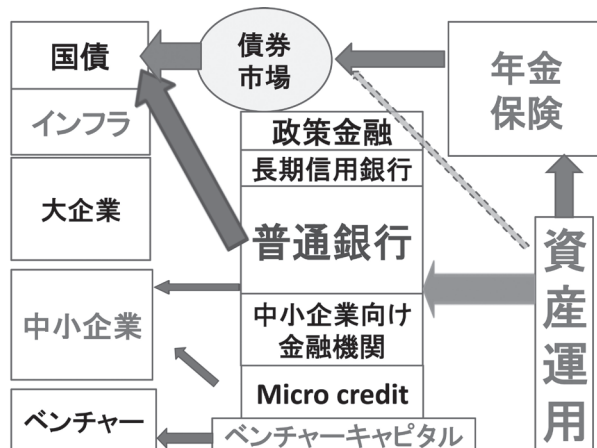 国債
インフラ
大企業
中小企業
ベンチャー
債券
市場
政策金融
長期信用銀行
普通銀行
中小企業向け
金融機関
Micro credit
ベンチャーキャピタル
年金
保険
資産運用